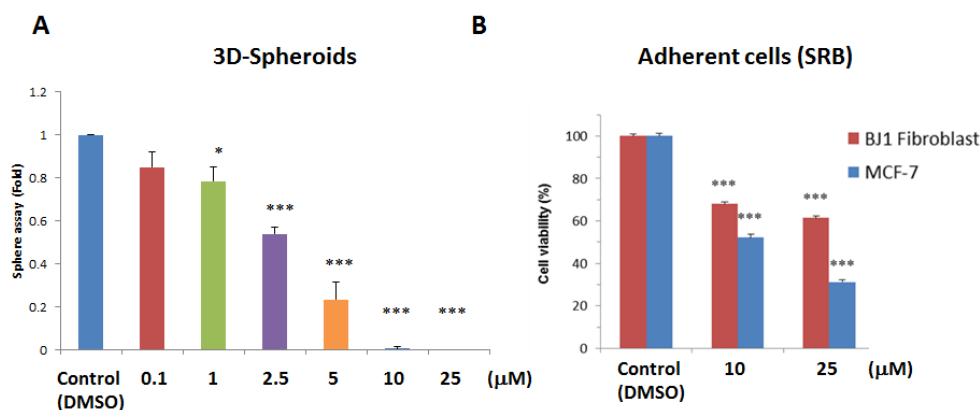 A
3D-Spheroids
Sphere assay (Fold)
1.2
1
0.8
0.6
0.4
0.2
0
*
***
***
***
***
Control (DMSO)
0.1
1
2.5
5
10
25
(μM)
B
Adherent cells (SRB)
Cell viability (%)
100
80
60
40
20
0
***
***
***
***
BJ1 Fibroblast
MCF-7
Control (DMSO)
10
25
(μM)